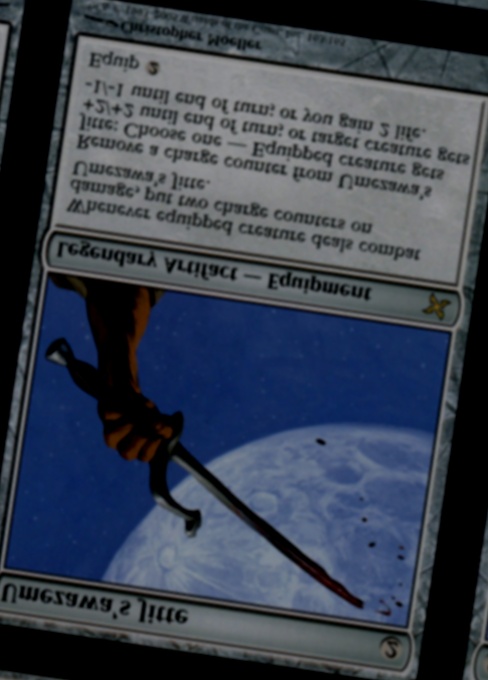 Umezawa's Jitte
2
Legendary Artifact — Equipment
Whenever equipped creature deals combat
damage, put two charge counters on
Umezawa's Jitte.
Remove a charge counter from Umezawa's
Jitte: Choose one — Equipped creature gets
+2/+2 until end of turn; or target creature gets
-1/-1 until end of turn; or you gain 2 life.
Equip 2
Christopher Moeller